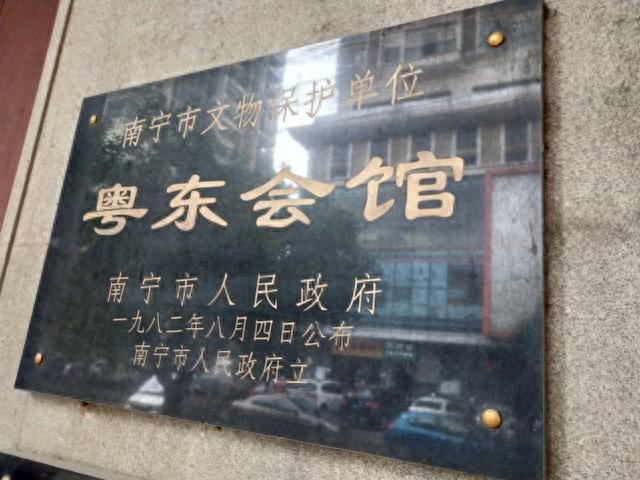 南宁市文物保护单位
粤东会馆
南宁市人民政府
一九八二年八月四日公布
南宁市人民政府立